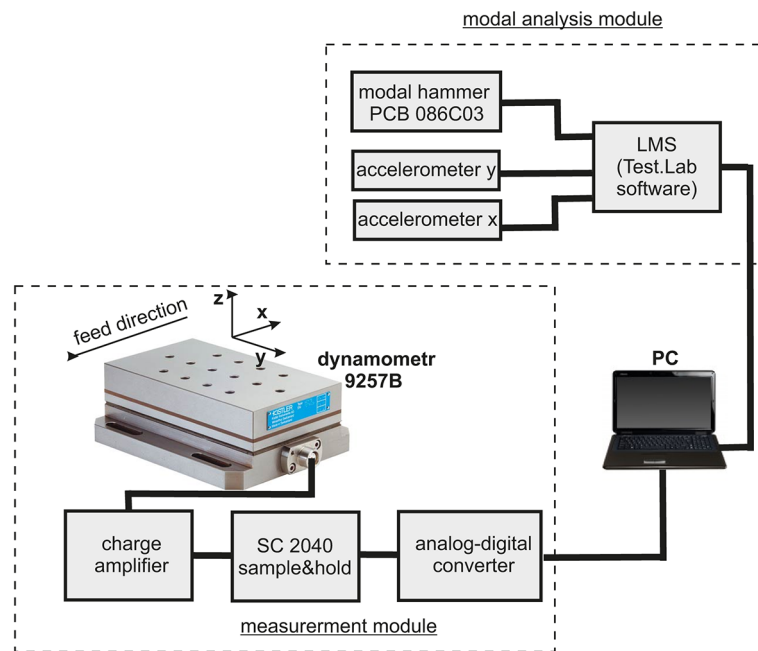 modal analysis module
modal hammer
PCB 086C03
accelerometer y
accelerometer x
LMS
(Test.Lab
software)
feed direction
z
x
y
dynamometr
9257B
KISTLER
PC
charge
amplifier
SC 2040
sample&hold
analog-digital
converter
measurerment module